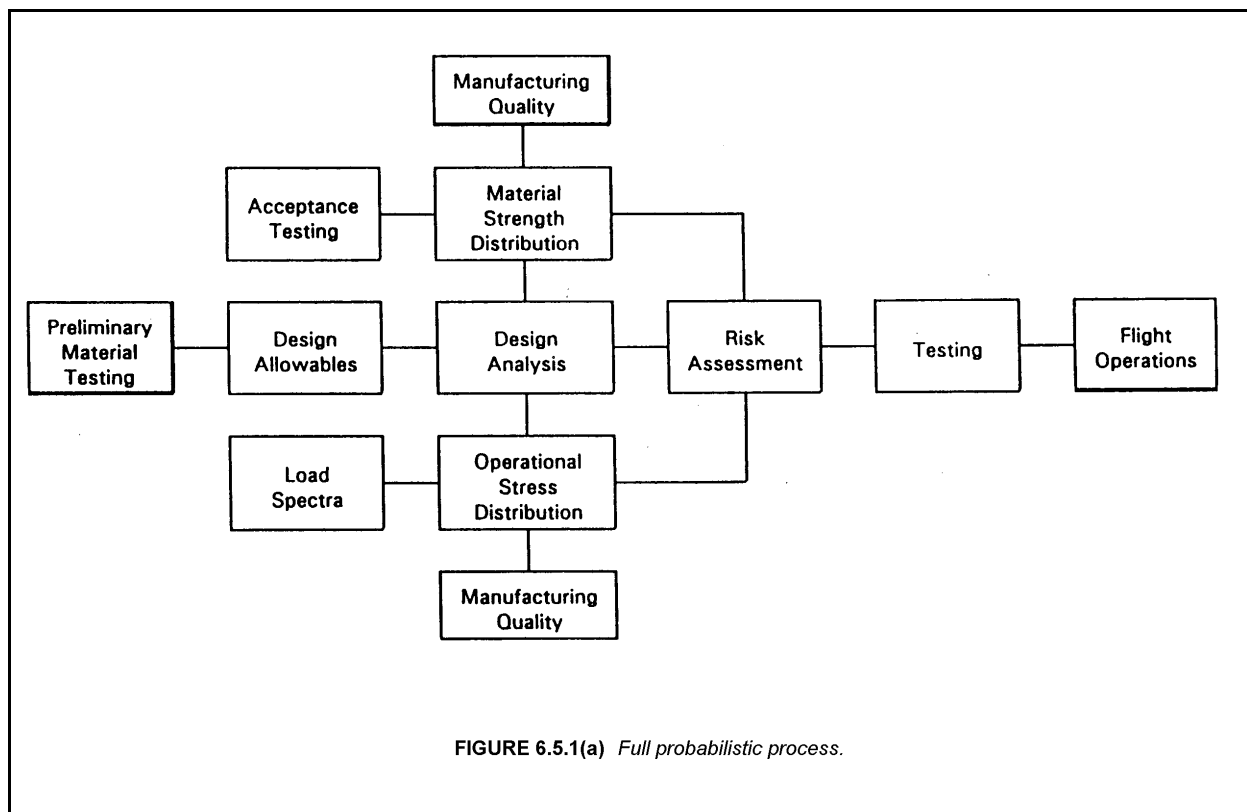 Manufacturing
Quality
Acceptance
Testing
Material
Strength
Distribution
Preliminary
Material
Testing
Design
Allowables
Design
Analysis
Risk
Assessment
Testing
Flight
Operations
Load
Spectra
Operational
Stress
Distribution
Manufacturing
Quality
FIGURE 6.5.1(a) Full probabilistic process.